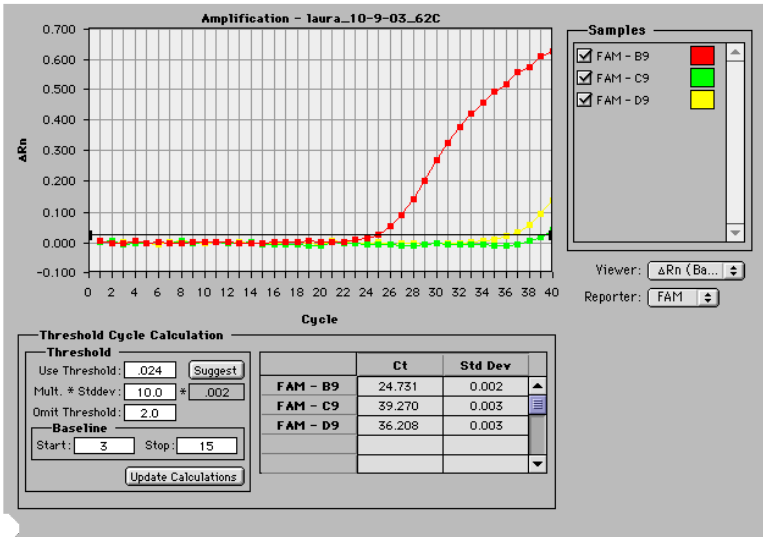 Amplification - laura_10-9-03_62C
0.700
0.600
0.500
0.400
0.300
0.200
0.100
0.000
-0.100
ΔRn
0 2 4 6 8 10 12 14 16 18 20 22 24 26 28 30 32 34 36 38 40
Cycle
Samples
FAM - B9
FAM - C9
FAM - D9
Viewer: ΔRn (Ba...
Reporter: FAM
Threshold Cycle Calculation
Threshold
Use Threshold: .024 Suggest
Mult. * Stddev: 10.0 * .002
Omit Threshold: 2.0
Baseline
Start: 3 Stop: 15
Update Calculations
Ct Std Dev
FAM - B9 24.731 0.002
FAM - C9 39.270 0.003
FAM - D9 36.208 0.003